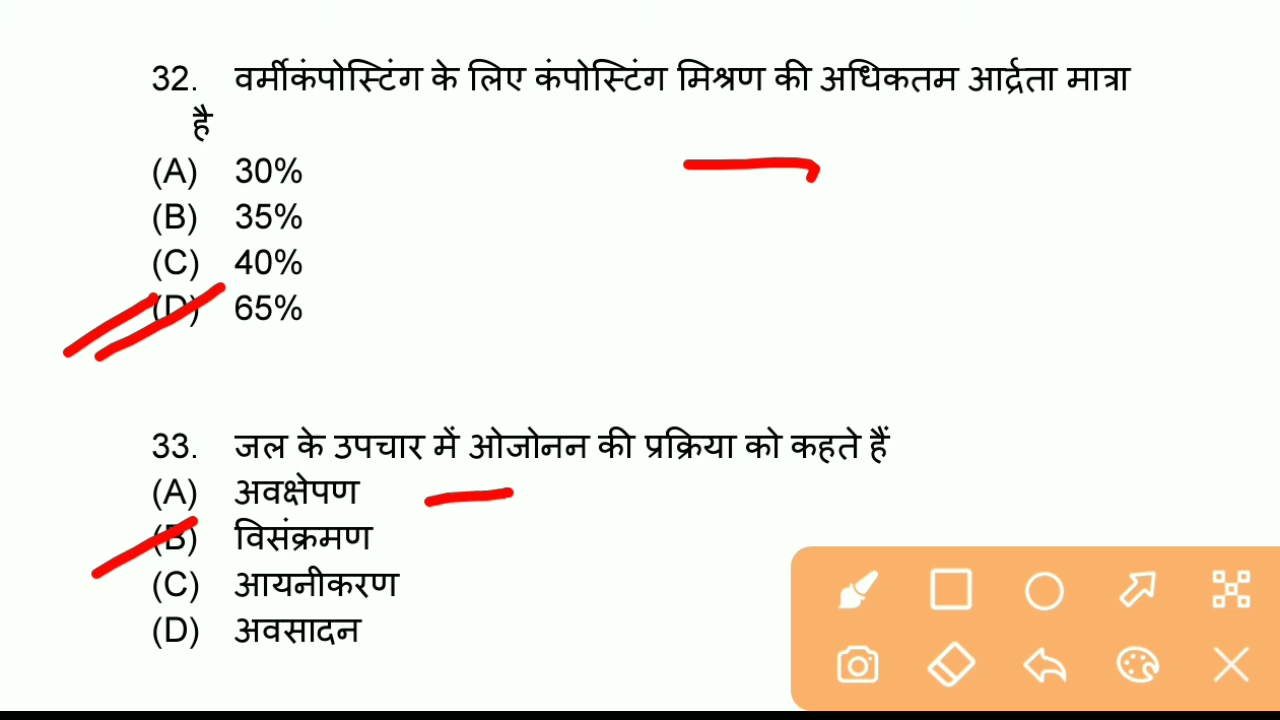 32. वर्मीकंपोस्टिंग के लिए कंपोस्टिंग मिश्रण की अधिकतम आर्द्रता मात्रा
है
(A) 30%
(B) 35%
(C) 40%
(D) 65%
33. जल के उपचार में ओजोनन की प्रक्रिया को कहते हैं
(A) अवक्षेपण
(B) विसंक्रमण
(C) आयनीकरण
(D) अवसादन